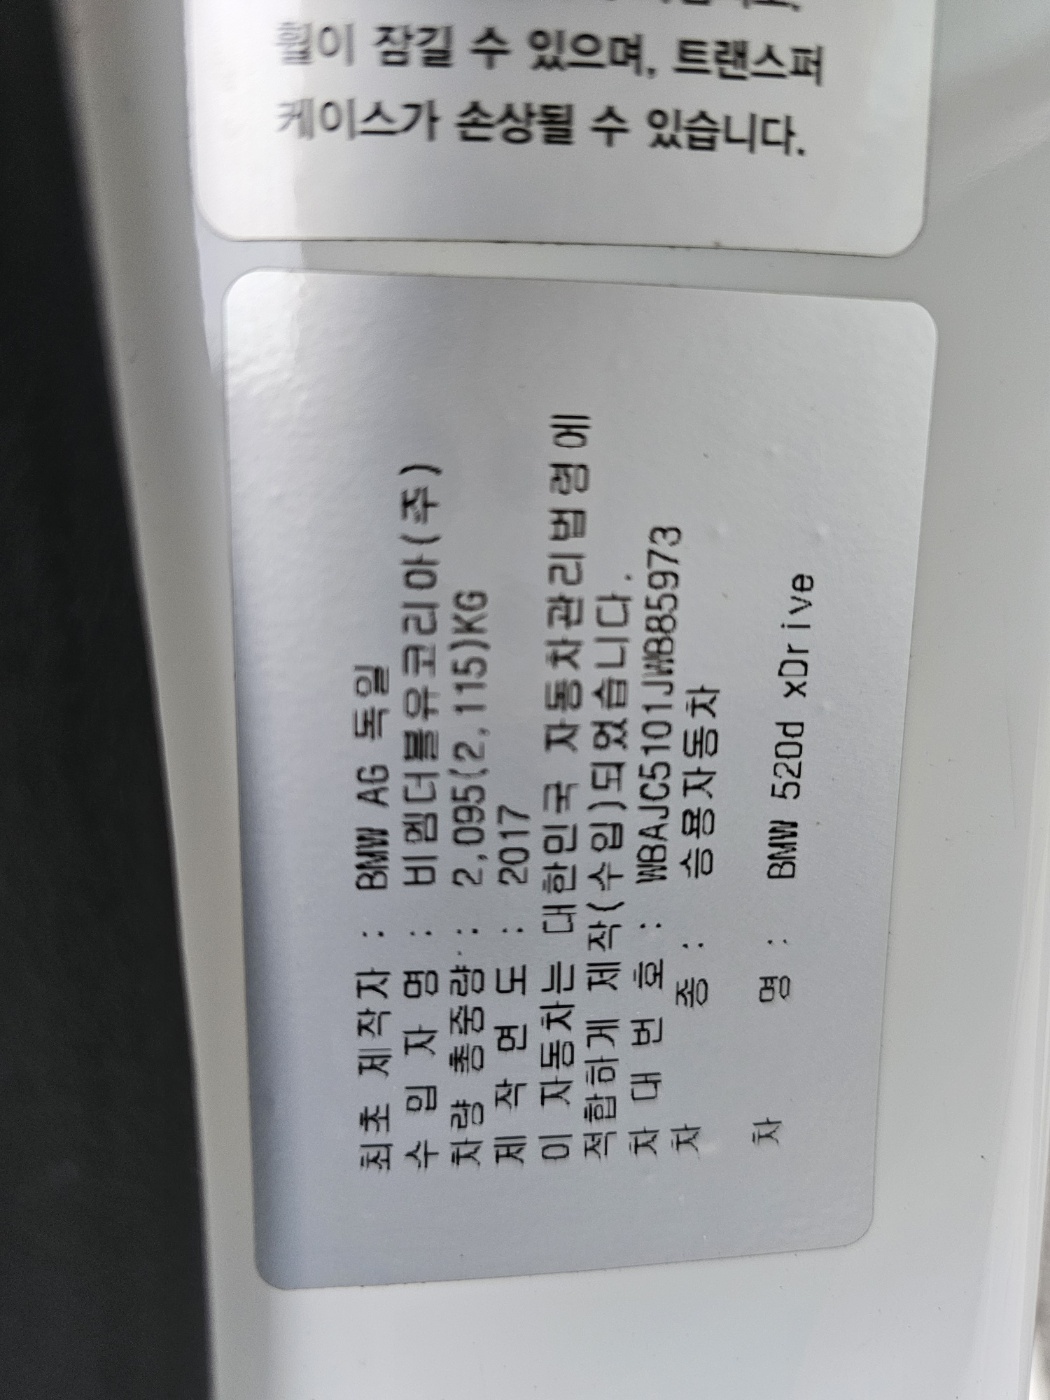 휠이 잠길 수 있으며, 트랜스퍼
케이스가 손상될 수 있습니다.
최초 제작자 : BMW AG 독일
수 입 자 명 : 비엠더블유코리아(주)
차량 총중량 : 2,095(2,115)KG
제 작 연 도 : 2017
이 자동차는 대한민국 자동차관리법령에
적합하게 제작(수입)되었습니다.
차 대 번 호 : WBAJC5101JWB85973
차 종 : 승용자동차
차 명 : BMW 520d xDrive